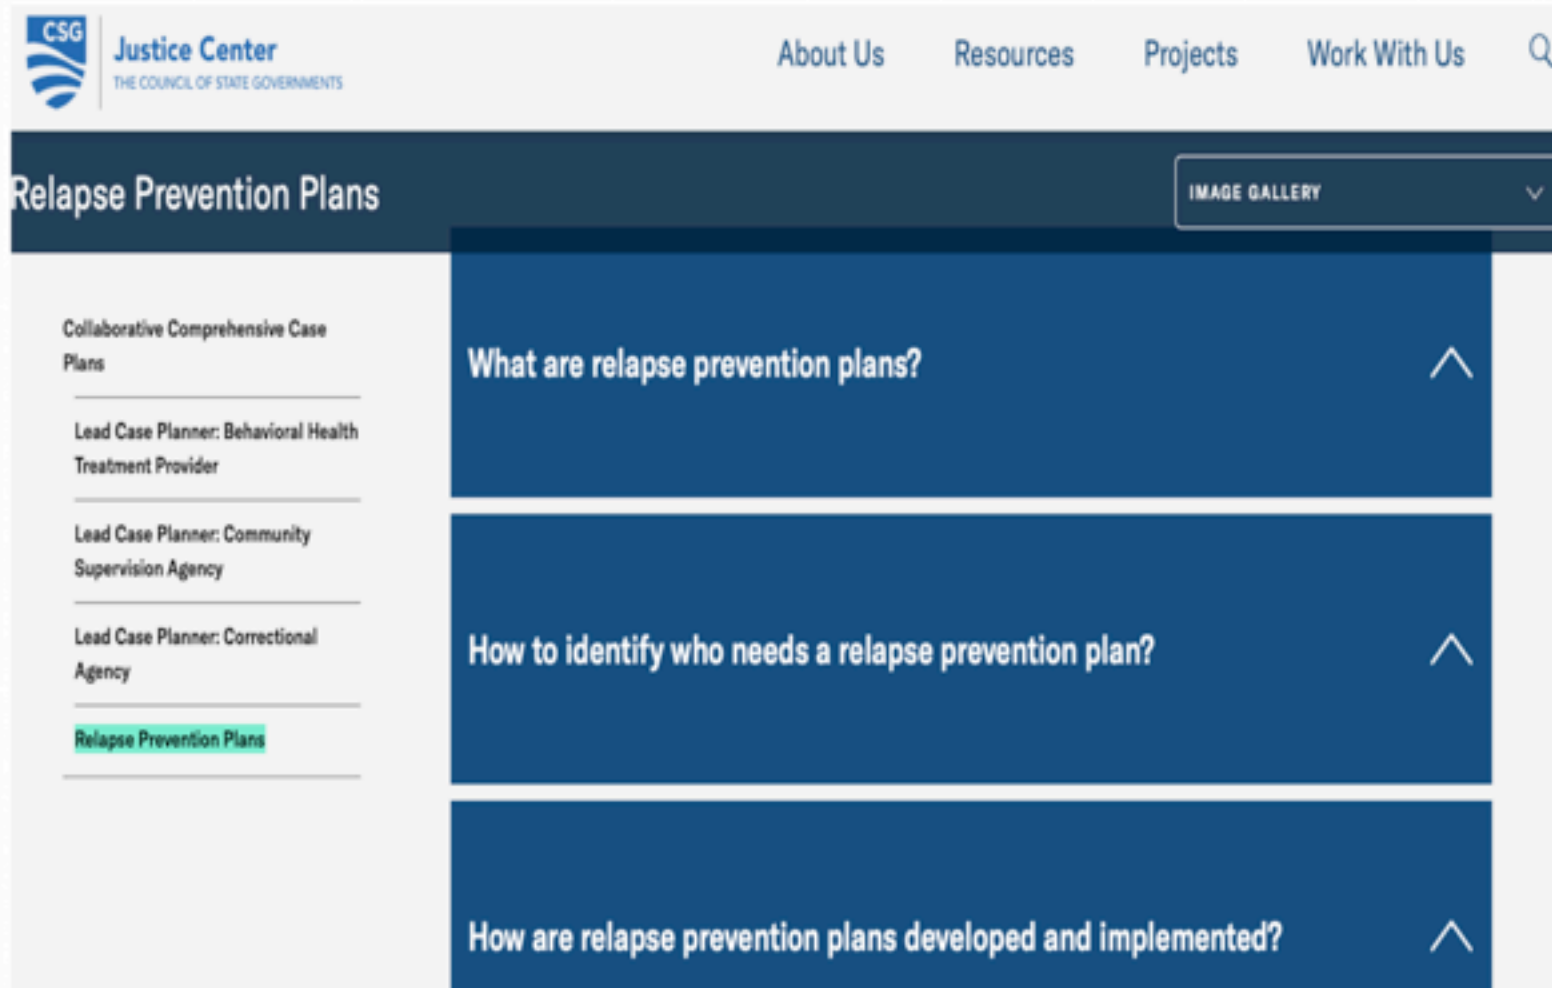 CSG
Justice Center
THE COUNCIL OF STATE GOVERNMENTS
About Us
Resources
Projects
Work With Us
Relapse Prevention Plans
IMAGE GALLERY
Collaborative Comprehensive Case
Plans
Lead Case Planner: Behavioral Health
Treatment Provider
Lead Case Planner: Community
Supervision Agency
Lead Case Planner: Correctional
Agency
Relapse Prevention Plans
What are relapse prevention plans?
How to identify who needs a relapse prevention plan?
How are relapse prevention plans developed and implemented?